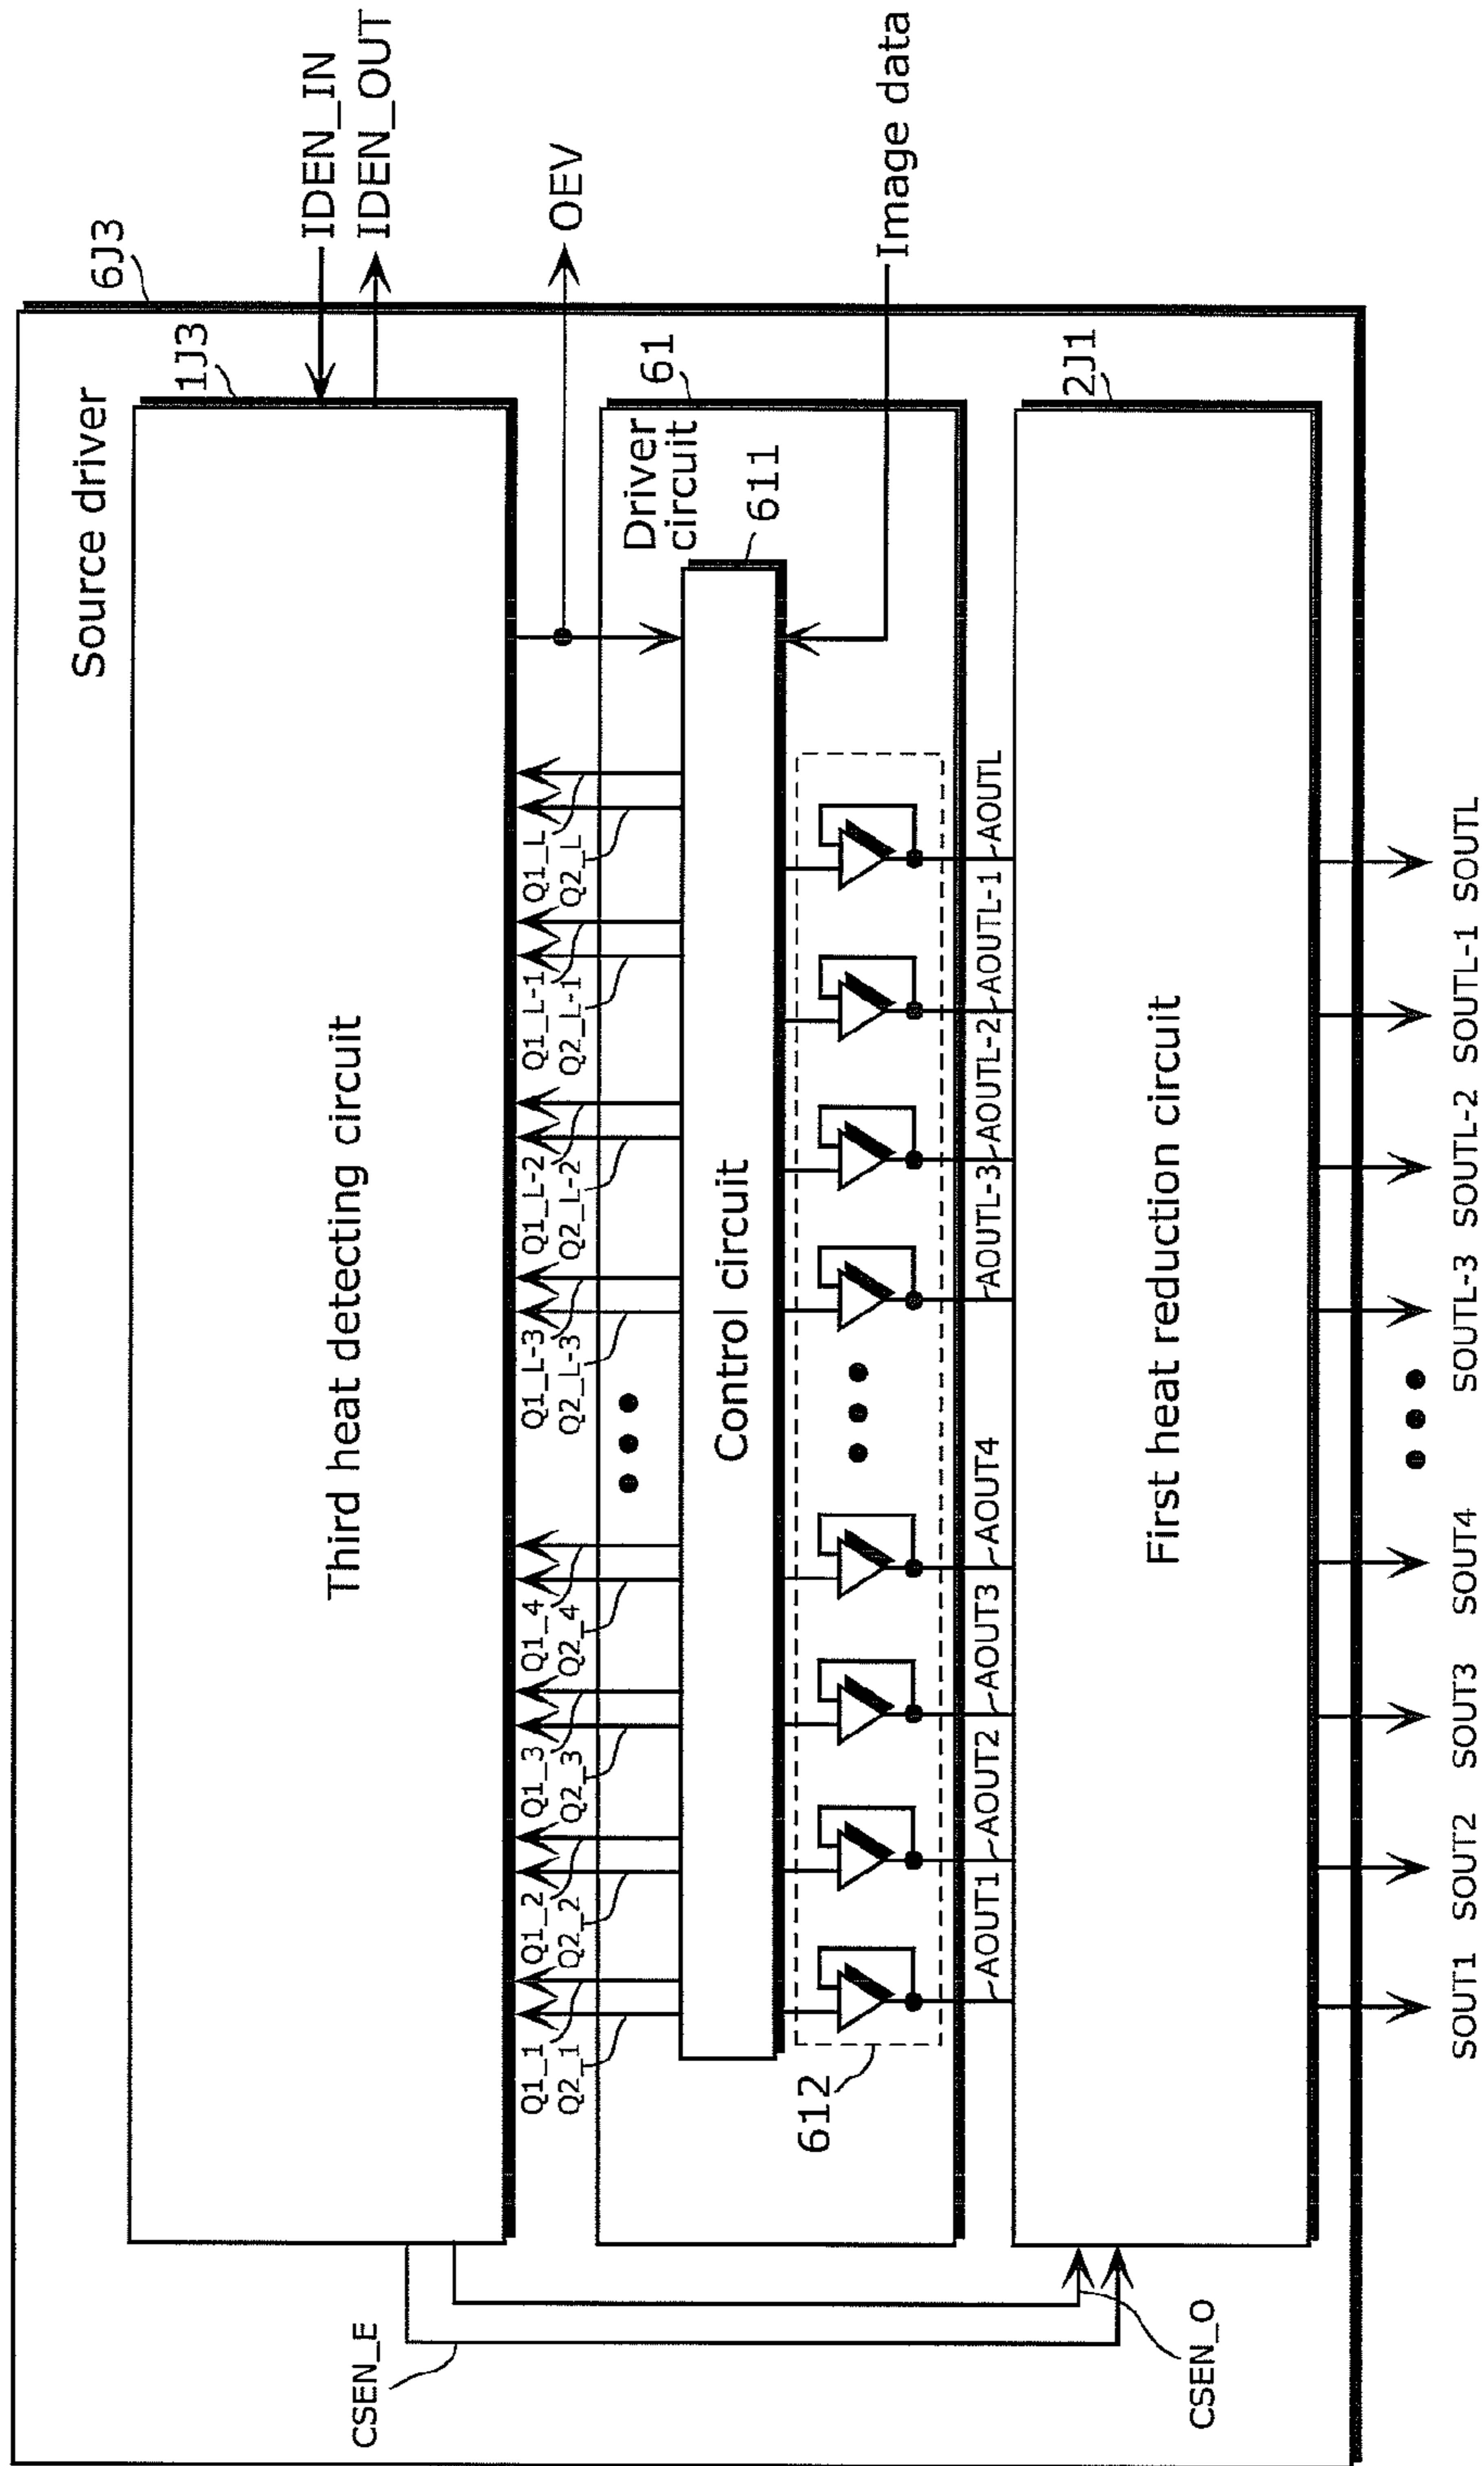 Source driver
6J3
Third heat detecting circuit
1J3
IDEN_IN
IDEN_OUT
OEV
Q1_1
Q2_1
Q1_2
Q2_2
Q1_3
Q2_3
Q1_4
Q2_4
Q1_L-3
Q2_L-3
Q1_L-2
Q2_L-2
Q1_L-1
Q2_L-1
Q1_L
Q2_L
Driver
circuit
61
Control circuit
611
Image data
612
AOUT1
AOUT2
AOUT3
AOUT4
AOUTL-3
AOUTL-2
AOUTL-1
AOUTL
First heat reduction circuit
2J1
CSEN_E
CSEN_O
SOUT1
SOUT2
SOUT3
SOUT4
SOUTL-3
SOUTL-2
SOUTL-1
SOUTL